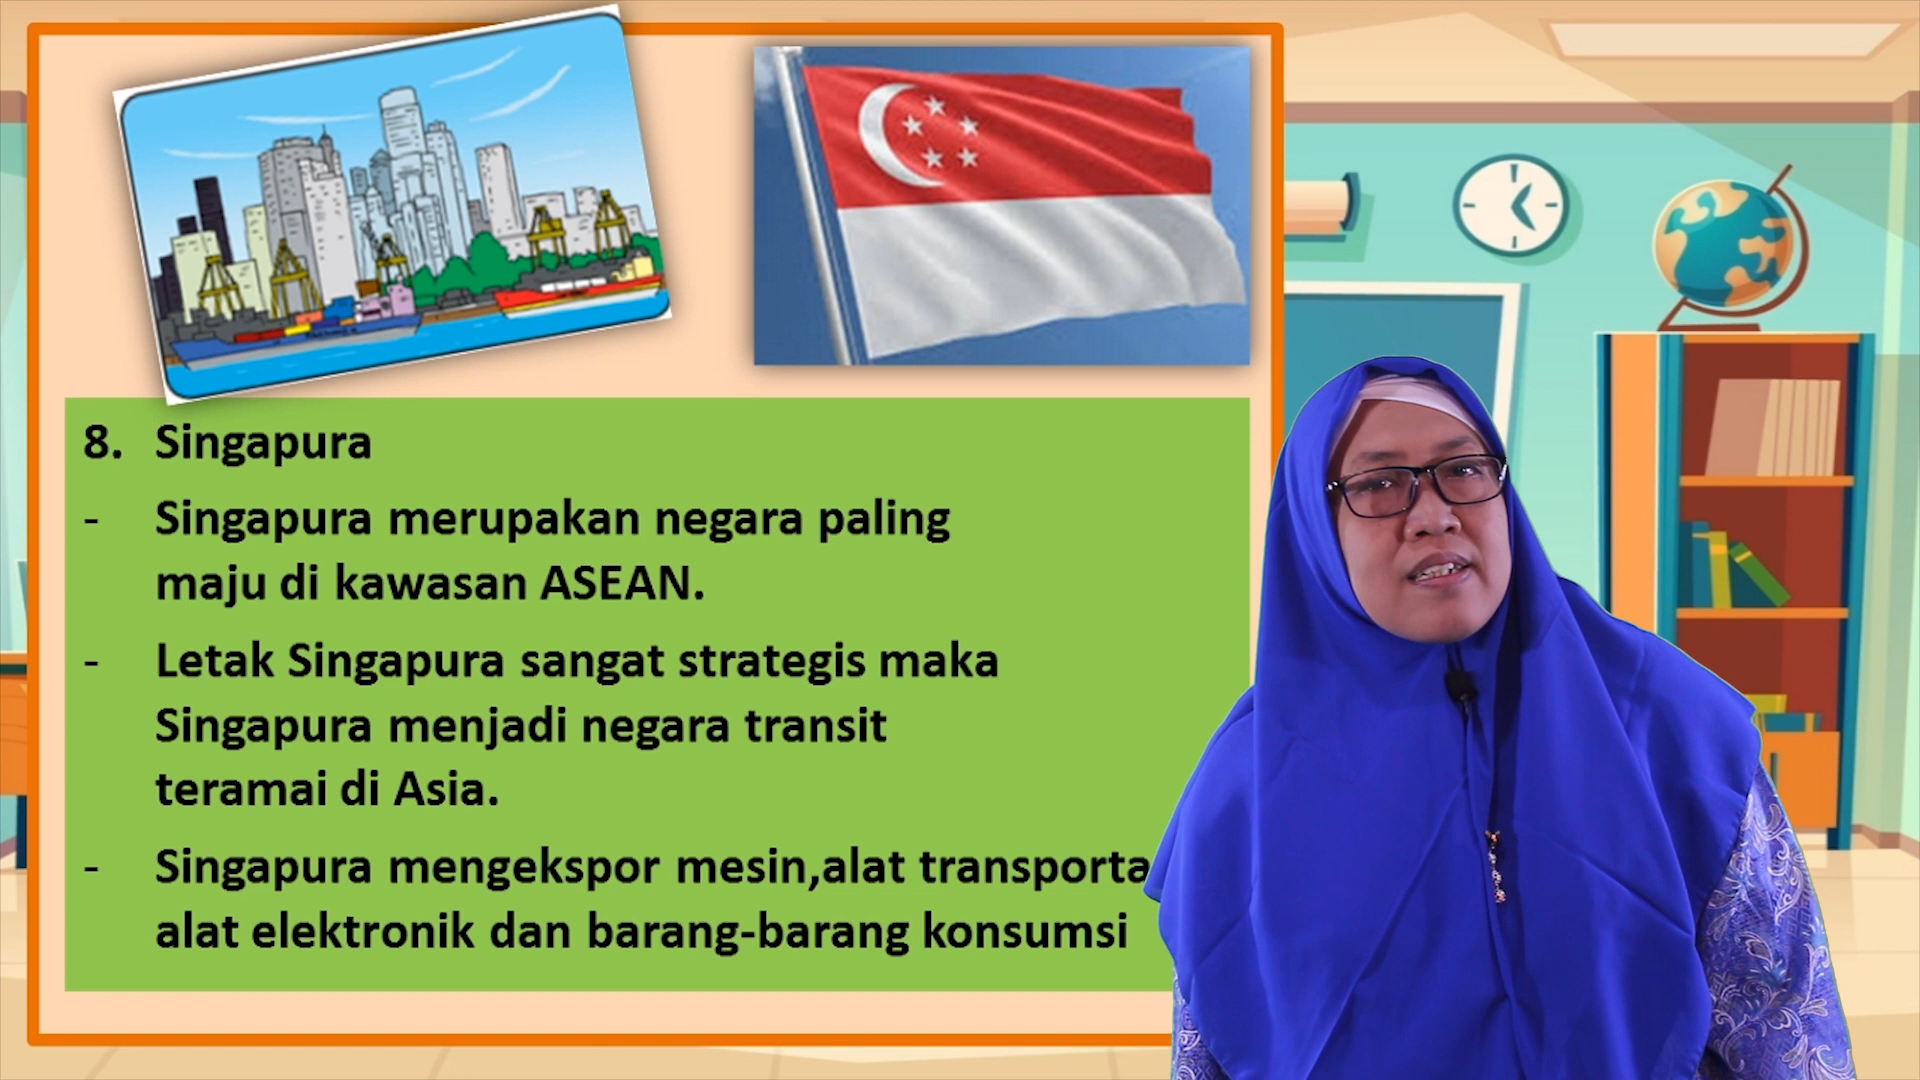 8. Singapura
- Singapura merupakan negara paling
maju di kawasan ASEAN.
- Letak Singapura sangat strategis maka
Singapura menjadi negara transit
teramai di Asia.
- Singapura mengekspor mesin,alat transporta
alat elektronik dan barang-barang konsumsi